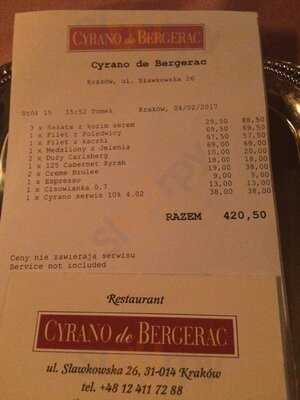 CYRANO de BERGERAC
Cyrano de Bergerac
Kraków, ul. Sławkowska 26
Stół 15 Tomek Kraków, 24/02/2017
3 x Sałata z kozim serem 29,50 88,50
1 x Filet z Polędwicy 69,50 69,50
1 x Filet z kaczki 57,50 57,50
1 x Medaliony z jelenia 69,00 69,00
2 x Duży Carlsberg 10,00 20,00
1 x 125 Cabernet Syrah 18,00 18,00
2 x Creme Brulee 19,00 38,00
1 x Espresso 9,00 9,00
1 x Cisowianka 0.7 13,00 13,00
1 x Cyrano serwis 10% 38,00 38,00
RAZEM 420,50
Ceny nie zawierają serwisu
Service not included
Restaurant
CYRANO de BERGERAC
ul. Sławkowska 26, 31-014 Kraków
tel. +48 12 411 72 88